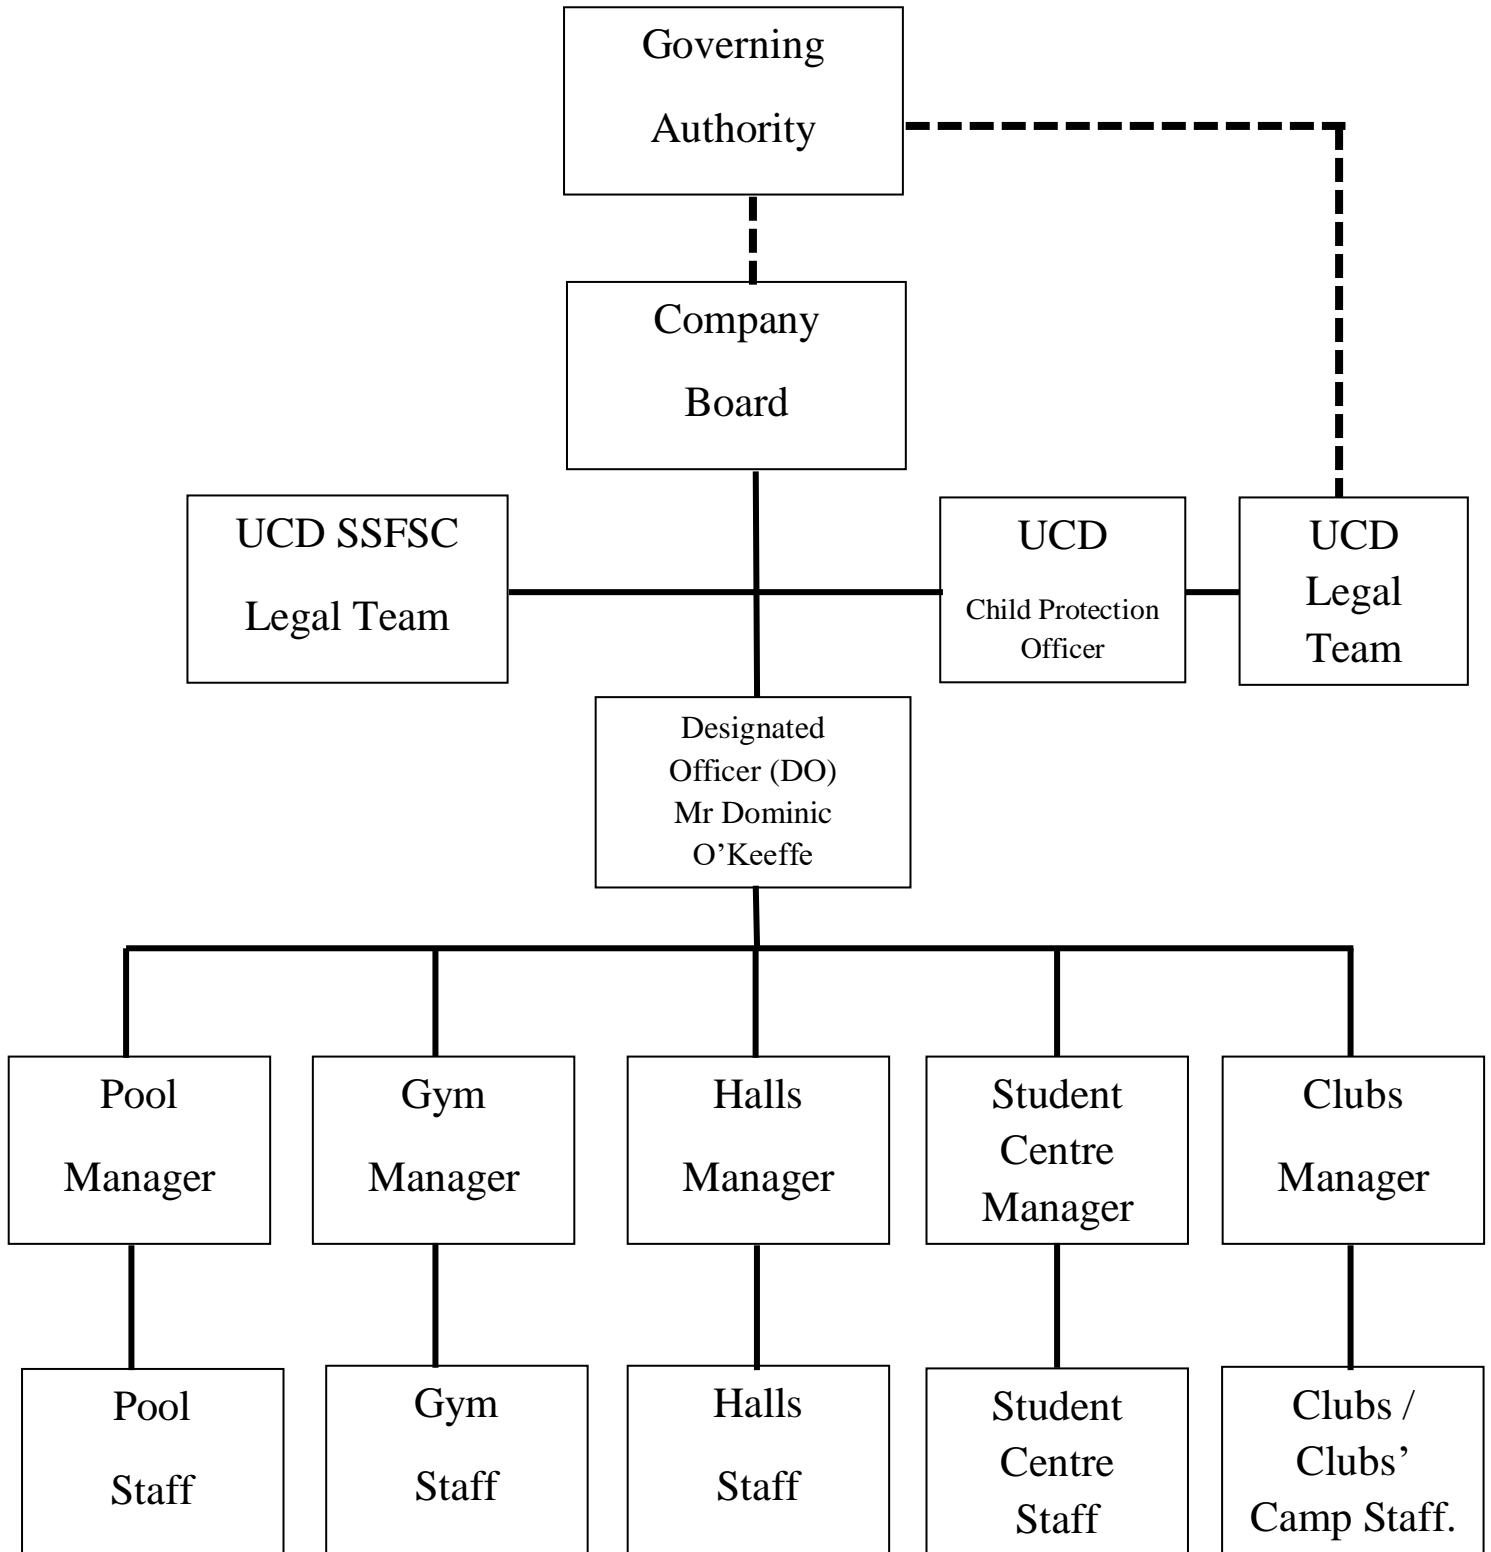 Governing
Authority
Company
Board
UCD SSFSC
Legal Team
UCD
Child Protection
Officer
UCD
Legal
Team
Designated
Officer (DO)
Mr Dominic
O’Keeffe
Pool
Manager
Gym
Manager
Halls
Manager
Student
Centre
Manager
Clubs
Manager
Pool
Staff
Gym
Staff
Halls
Staff
Student
Centre
Staff
Clubs /
Clubs’
Camp Staff.